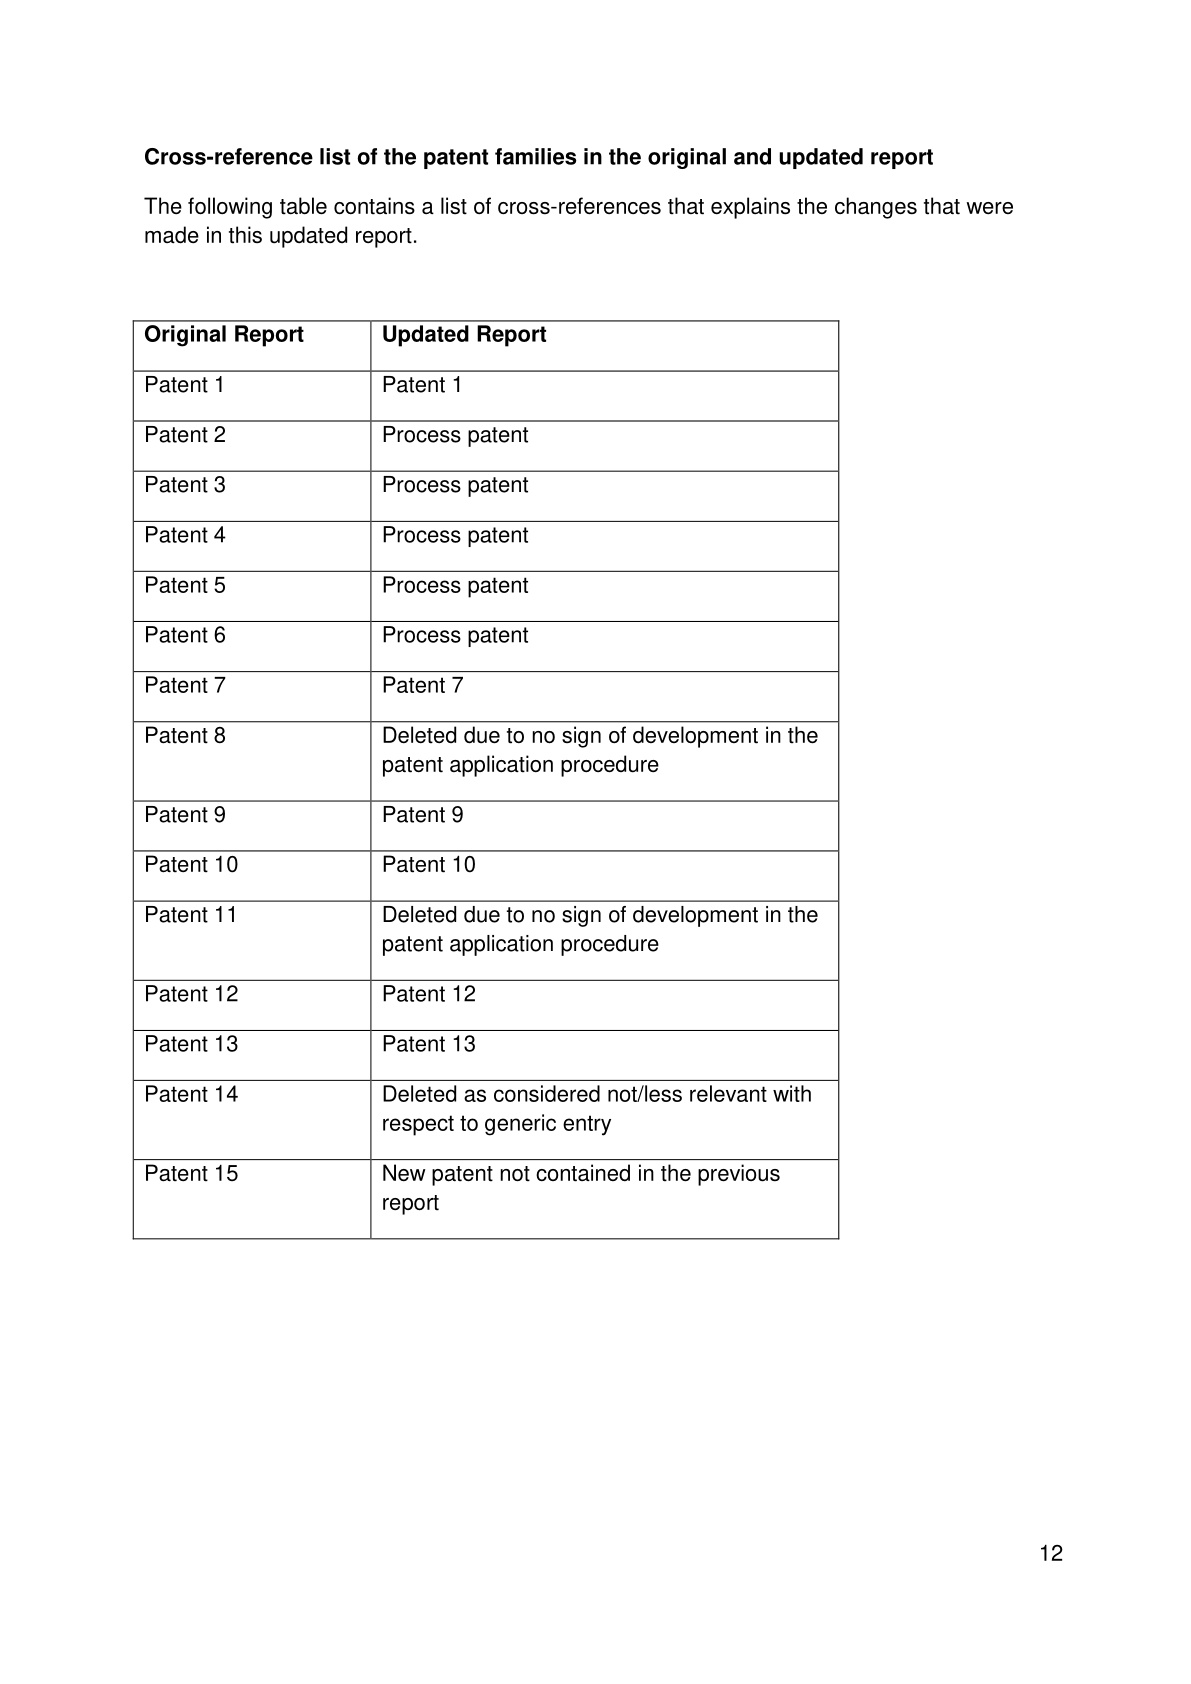 Cross-reference list of the patent families in the original and updated report
The following table contains a list of cross-references that explains the changes that were
made in this updated report.
Original Report Updated Report
Patent 1 Patent 1
Patent 2 Process patent
Patent 3 Process patent
Patent 4 Process patent
Patent 5 Process patent
Patent 6 Process patent
Patent 7 Patent 7
Patent 8 Deleted due to no sign of development in the
patent application procedure
Patent 9 Patent 9
Patent 10 Patent 10
Patent 11 Deleted due to no sign of development in the
patent application procedure
Patent 12 Patent 12
Patent 13 Patent 13
Patent 14 Deleted as considered not/less relevant with
respect to generic entry
Patent 15 New patent not contained in the previous
report
12